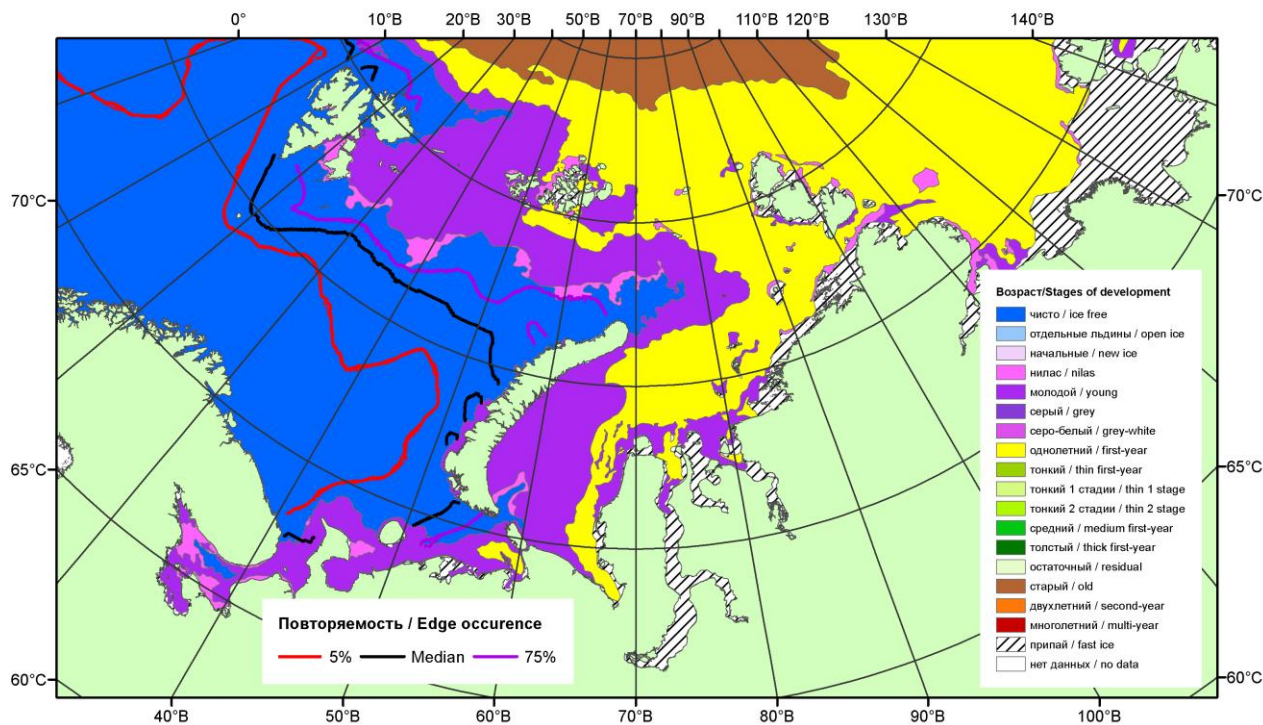 0° 10°В 20°В 30°В 50°В 70°В 90°В 110°В 120°В 130°В 140°В
70°С 70°С
Возраст/Stages of development
чисто / ice free
отдельные льдины / open ice
начальные / new ice
нилас / nilas
молодой / young
серый / grey
серо-белый / grey-white
однолетний / first-year
тонкий / thin first-year
тонкий 1 стадии / thin 1 stage
тонкий 2 стадии / thin 2 stage
средний / medium first-year
толстый / thick first-year
остаточный / residual
старый / old
двухлетний / second-year
многолетний / multi-year
припай / fast ice
нет данных / no data
65°С 65°С
Повторяемость / Edge occurence
5% Median 75%
60°С 60°С
40°В 50°В 60°В 70°В 80°В 90°В 100°В